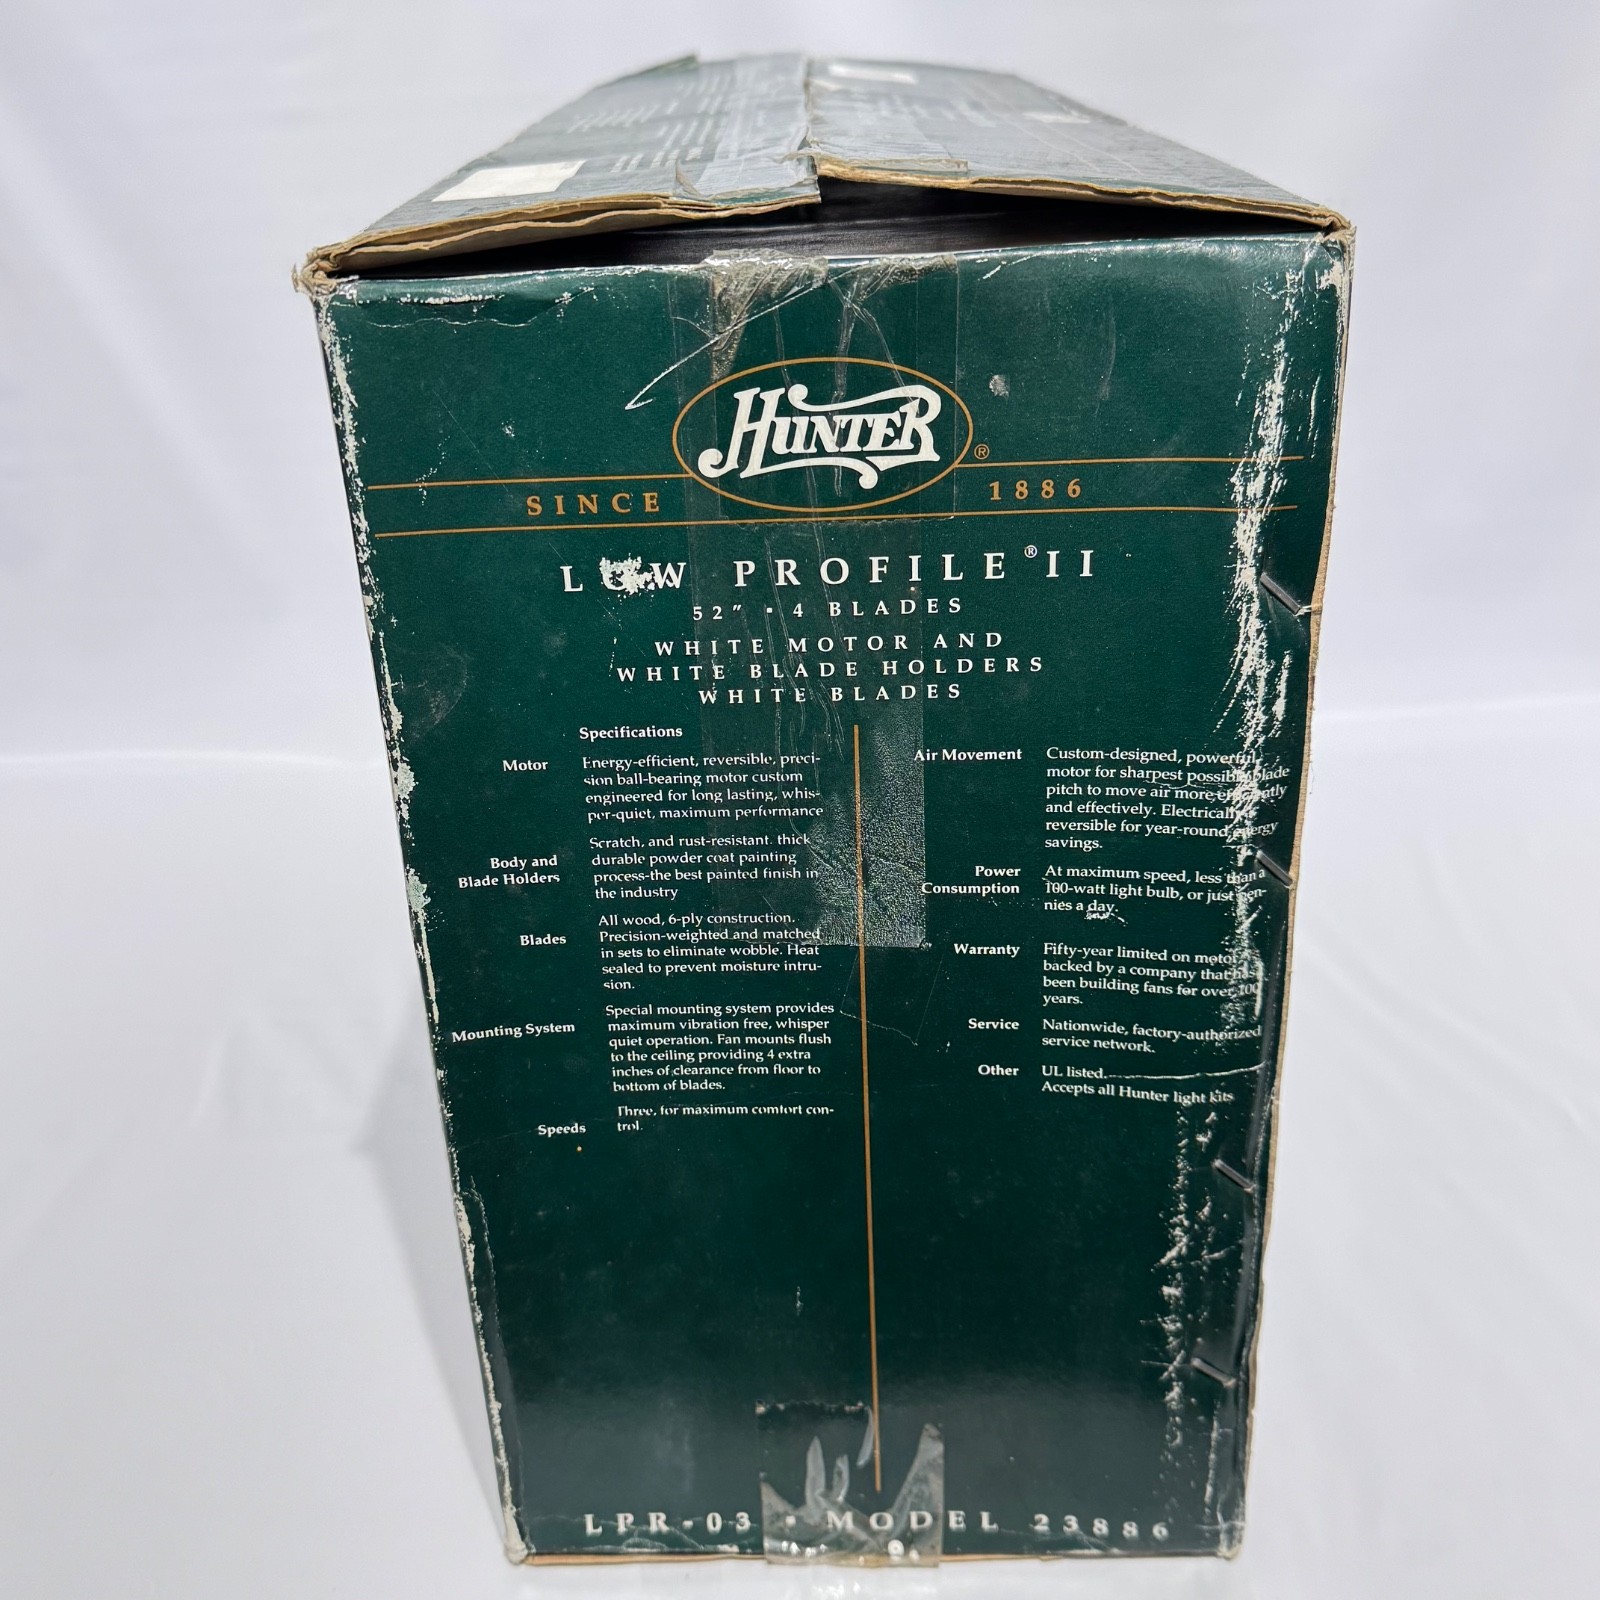 HUNTER®
SINCE 1886
LOW PROFILE® II
52" · 4 BLADES
WHITE MOTOR AND
WHITE BLADE HOLDERS
WHITE BLADES
Specifications
Motor
Energy-efficient, reversible, preci-
sion ball-bearing motor custom
engineered for long lasting, whis-
per-quiet, maximum performance
Body and
Blade Holders
Scratch, and rust-resistant. thick
durable powder coat painting
process-the best painted finish in
the industry
Blades
All wood, 6-ply construction.
Precision-weighted and matched
in sets to eliminate wobble. Heat
sealed to prevent moisture intru-
sion.
Mounting System
Special mounting system provides
maximum vibration free, whisper
quiet operation. Fan mounts flush
to the ceiling providing 4 extra
inches of clearance from floor to
bottom of blades.
Speeds
Three, for maximum comfort con-
trol.
Air Movement
Custom-designed, powerful
motor for sharpest possible blade
pitch to move air more efficiently
and effectively. Electrically
reversible for year-round energy
savings.
Power
Consumption
At maximum speed, less than a
100-watt light bulb, or just pen-
nies a day.
Warranty
Fifty-year limited on motor,
backed by a company that has
been building fans for over 100
years.
Service
Nationwide, factory-authorized
service network.
Other
UL listed.
Accepts all Hunter light kits
LPR-03 · MODEL 23886